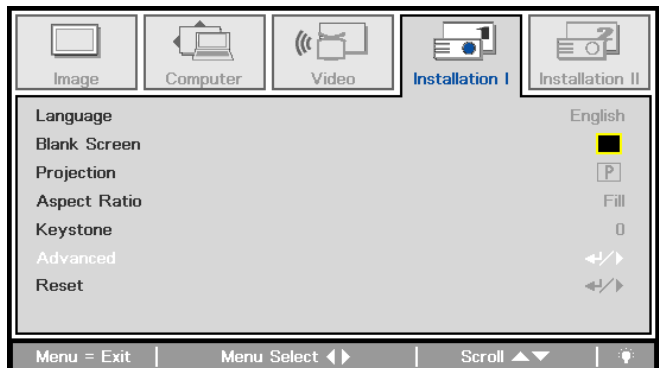 Image Computer Video Installation I Installation II
Language English
Blank Screen
Projection P
Aspect Ratio Fill
Keystone 0
Advanced
Reset
Menu = Exit Menu Select Scroll